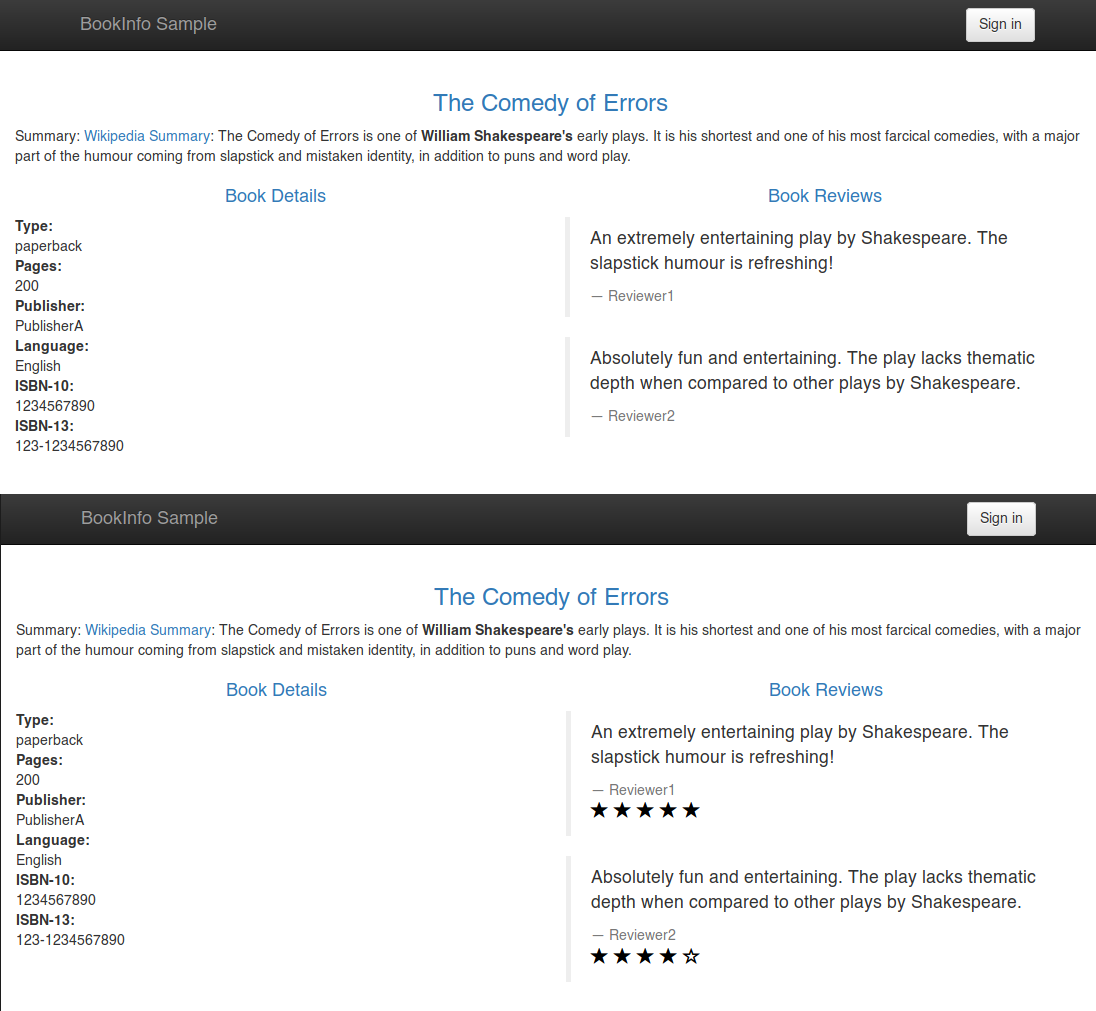 BookInfo Sample
Sign in
The Comedy of Errors
Summary: Wikipedia Summary: The Comedy of Errors is one of William Shakespeare's early plays. It is his shortest and one of his most farcical comedies, with a major
part of the humour coming from slapstick and mistaken identity, in addition to puns and word play.
Book Details
Type:
paperback
Pages:
200
Publisher:
PublisherA
Language:
English
ISBN-10:
1234567890
ISBN-13:
123-1234567890
Book Reviews
An extremely entertaining play by Shakespeare. The
slapstick humour is refreshing!
— Reviewer1
Absolutely fun and entertaining. The play lacks thematic
depth when compared to other plays by Shakespeare.
— Reviewer2
BookInfo Sample
Sign in
The Comedy of Errors
Summary: Wikipedia Summary: The Comedy of Errors is one of William Shakespeare's early plays. It is his shortest and one of his most farcical comedies, with a major
part of the humour coming from slapstick and mistaken identity, in addition to puns and word play.
Book Details
Type:
paperback
Pages:
200
Publisher:
PublisherA
Language:
English
ISBN-10:
1234567890
ISBN-13:
123-1234567890
Book Reviews
An extremely entertaining play by Shakespeare. The
slapstick humour is refreshing!
— Reviewer1
★ ★ ★ ★ ★
Absolutely fun and entertaining. The play lacks thematic
depth when compared to other plays by Shakespeare.
— Reviewer2
★ ★ ★ ★ ☆